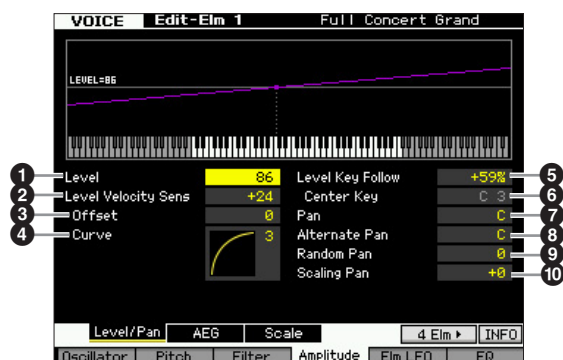 VOICE Edit-Elm 1 Full Concert Grand
LEVEL=86
1 Level 86 Level Key Follow +59% 5
2 Level Velocity Sens +24 Center Key C 3 6
3 Offset 0 Pan C 7
4 Curve 3 Alternate Pan C 8
Random Pan 0 9
Scaling Pan +0 10
Level/Pan AEG Scale 4 Elm INFO
Oscillator Pitch Filter Amplitude Elm LFO EQ